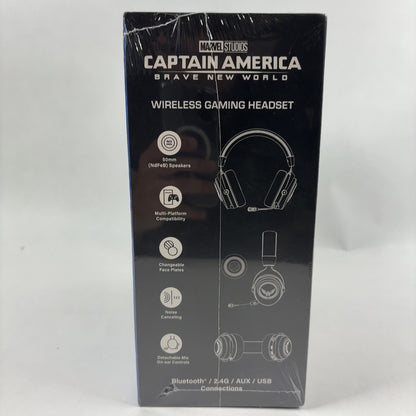 MARVEL STUDIOS
CAPTAIN AMERICA
BRAVE NEW WORLD
WIRELESS GAMING HEADSET
50mm
(NdFeB) Speakers
Multi-Platform
Compatibility
Changeable
Face Plates
Noise
Canceling
Detachable Mic
On-ear Controls
Bluetooth® / 2.4G / AUX / USB
Connections